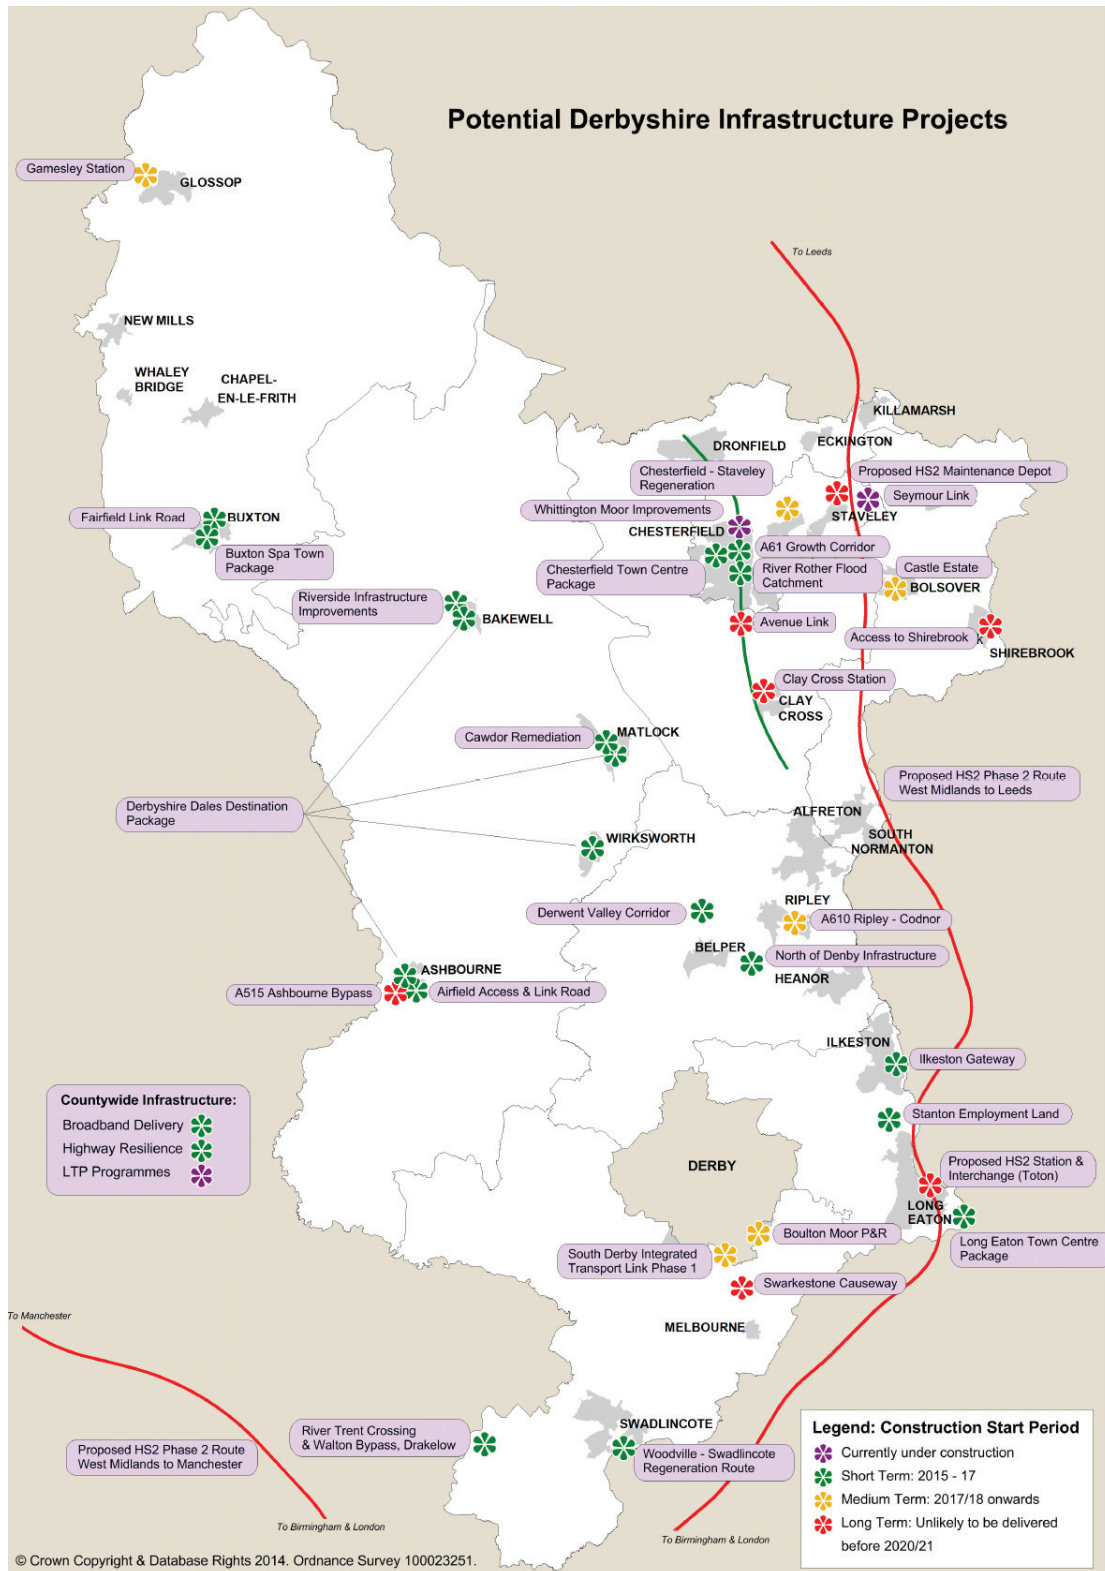 Potential Derbyshire Infrastructure Projects
Gamesley Station
GLOSSOP
To Leeds
NEW MILLS
WHALEY
BRIDGE
CHAPEL-
EN-LE-FRITH
KILLAMARSH
DRONFIELD
ECKINGTON
Chesterfield - Staveley
Regeneration
Proposed HS2 Maintenance Depot
Seymour Link
Whittington Moor Improvements
STAVELEY
Fairfield Link Road
BUXTON
CHESTERFIELD
A61 Growth Corridor
Buxton Spa Town
Package
Chesterfield Town Centre
Package
River Rother Flood
Catchment
Castle Estate
BOLSOVER
Riverside Infrastructure
Improvements
BAKEWELL
Avenue Link
Access to Shirebrook
K
SHIREBROOK
Clay Cross Station
CLAY
CROSS
Cawdor Remediation
MATLOCK
Proposed HS2 Phase 2 Route
West Midlands to Leeds
Derbyshire Dales Destination
Package
ALFRETON
SOUTH
NORMANTON
WIRKSWORTH
RIPLEY
Derwent Valley Corridor
A610 Ripley - Codnor
BELPER
North of Denby Infrastructure
HEANOR
ASHBOURNE
A515 Ashbourne Bypass
Airfield Access & Link Road
ILKESTON
Ilkeston Gateway
Countywide Infrastructure:
Broadband Delivery
Highway Resilience
LTP Programmes
Stanton Employment Land
DERBY
Proposed HS2 Station &
Interchange (Toton)
LONG
EATON
Boulton Moor P&R
Long Eaton Town Centre
Package
South Derby Integrated
Transport Link Phase 1
Swarkestone Causeway
To Manchester
MELBOURNE
SWADLINCOTE
River Trent Crossing
& Walton Bypass, Drakelow
Proposed HS2 Phase 2 Route
West Midlands to Manchester
Woodville - Swadlincote
Regeneration Route
Legend: Construction Start Period
Currently under construction
Short Term: 2015 - 17
Medium Term: 2017/18 onwards
Long Term: Unlikely to be delivered
before 2020/21
To Birmingham & London
To Birmingham & London
© Crown Copyright & Database Rights 2014. Ordnance Survey 100023251.